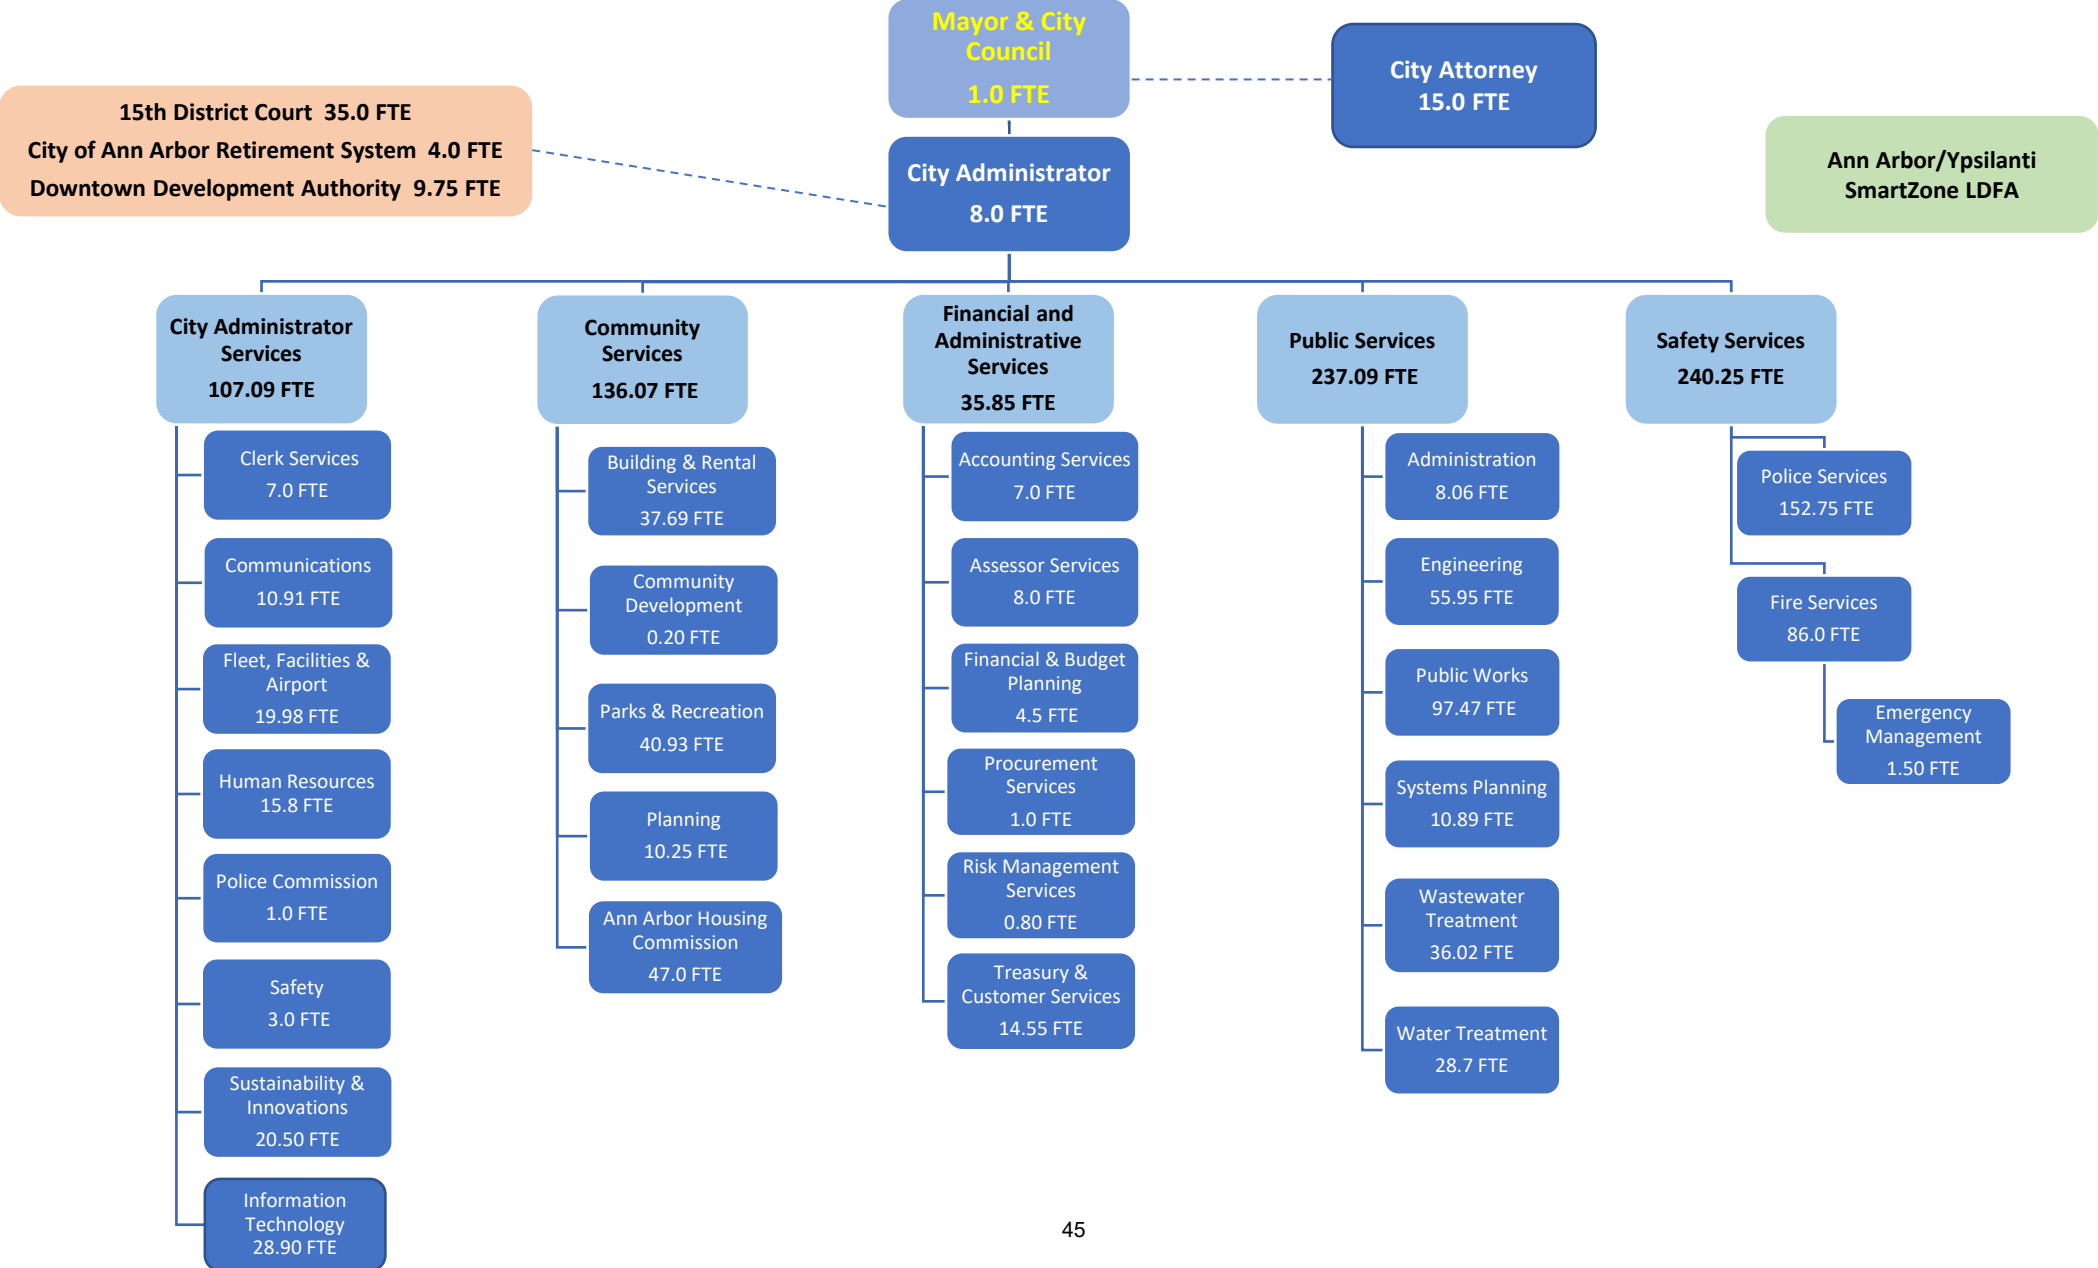 Mayor & City
Council
1.0 FTE
City Attorney
15.0 FTE
15th District Court  35.0 FTE
City of Ann Arbor Retirement System  4.0 FTE
Downtown Development Authority  9.75 FTE
City Administrator
8.0 FTE
Ann Arbor/Ypsilanti
SmartZone LDFA
City Administrator
Services
107.09 FTE
Clerk Services
7.0 FTE
Communications
10.91 FTE
Fleet, Facilities &
Airport
19.98 FTE
Human Resources
15.8 FTE
Police Commission
1.0 FTE
Safety
3.0 FTE
Sustainability &
Innovations
20.50 FTE
Information
Technology
28.90 FTE
Community
Services
136.07 FTE
Building & Rental
Services
37.69 FTE
Community
Development
0.20 FTE
Parks & Recreation
40.93 FTE
Planning
10.25 FTE
Ann Arbor Housing
Commission
47.0 FTE
Financial and
Administrative
Services
35.85 FTE
Accounting Services
7.0 FTE
Assessor Services
8.0 FTE
Financial & Budget
Planning
4.5 FTE
Procurement
Services
1.0 FTE
Risk Management
Services
0.80 FTE
Treasury &
Customer Services
14.55 FTE
Public Services
237.09 FTE
Administration
8.06 FTE
Engineering
55.95 FTE
Public Works
97.47 FTE
Systems Planning
10.89 FTE
Wastewater
Treatment
36.02 FTE
Water Treatment
28.7 FTE
Safety Services
240.25 FTE
Police Services
152.75 FTE
Fire Services
86.0 FTE
Emergency
Management
1.50 FTE
45